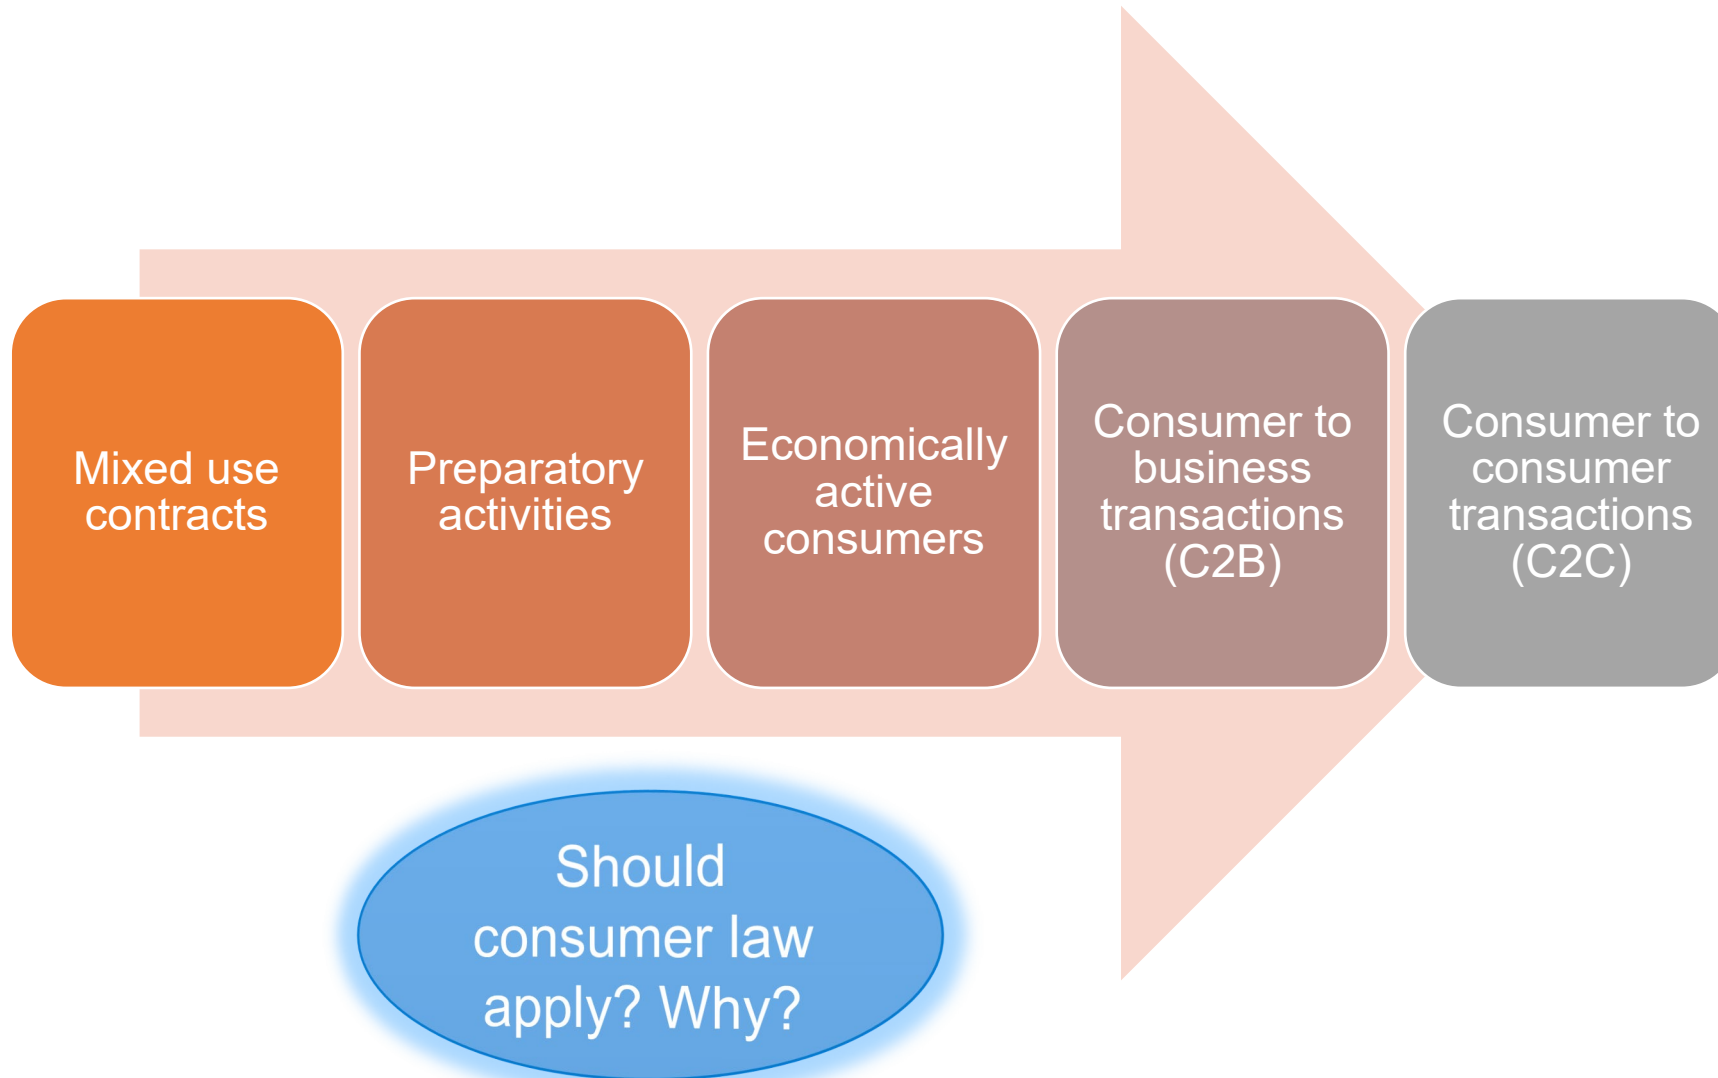 Mixed use
contracts
Preparatory
activities
Economically
active
consumers
Consumer to
business
transactions
(C2B)
Consumer to
consumer
transactions
(C2C)
Should
consumer law
apply? Why?